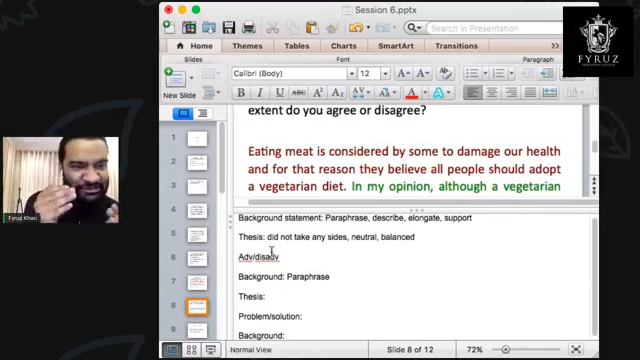 Session 6.pptx
Search in Presentation
FYRUZ
Home Themes Tables Charts SmartArt Transitions
Slides Font Paragraph
Calibri (Body) 12
New Slide
B I U ABC
extent do you agree or disagree?
Eating meat is considered by some to damage our health
and for that reason they believe all people should adopt
a vegetarian diet. In my opinion, although a vegetarian
Background statement: Paraphrase, describe, elongate, support
Thesis: did not take any sides, neutral, balanced
Adv/disadv
Background: Paraphrase
Thesis:
Problem/solution:
Background:
1
2
3
4
5
6
7
8
9
Fyruz Khan
Normal View Slide 8 of 12 72%